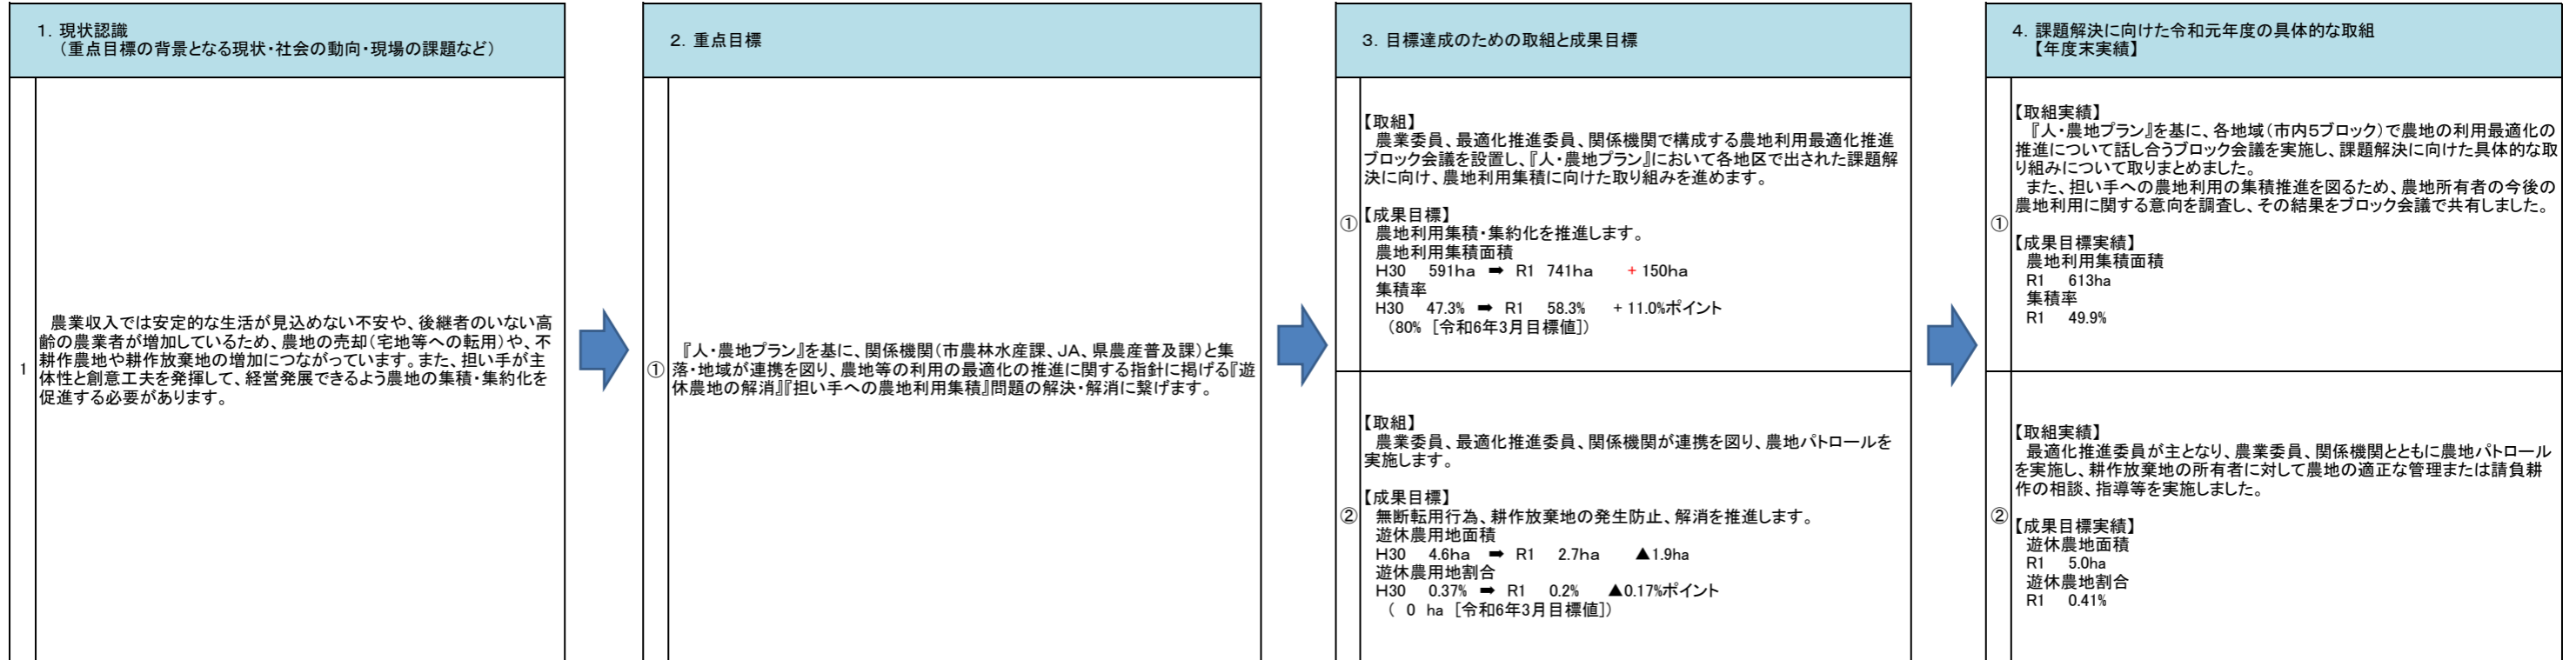 1．現状認識
（重点目標の背景となる現状・社会の動向・現場の課題など）
1
農業収入では安定的な生活が見込めない不安や、後継者のいない高
齢の農業者が増加しているため、農地の売却（宅地等への転用）や、不
耕作農地や耕作放棄地の増加につながっています。また、担い手が主
体性と創意工夫を発揮して、経営発展できるよう農地の集積・集約化を
促進する必要があります。
2．重点目標
①
『人・農地プラン』を基に、関係機関（市農林水産課、JA、県農産普及課）と集
落・地域が連携を図り、農地等の利用の最適化の推進に関する指針に掲げる『遊
休農地の解消』『担い手への農地利用集積』問題の解決・解消に繋げます。
3．目標達成のための取組と成果目標
①
【取組】
農業委員、最適化推進委員、関係機関で構成する農地利用最適化推進
ブロック会議を設置し、『人・農地プラン』において各地区で出された課題解
決に向け、農地利用集積に向けた取り組みを進めます。
【成果目標】
農地利用集積・集約化を推進します。
農地利用集積面積
H30　591ha　➡　R1　741ha　＋150ha
集積率
H30　47.3%　➡　R1　58.3%　＋11.0%ポイント
（80%［令和6年3月目標値］）
②
【取組】
農業委員、最適化推進委員、関係機関が連携を図り、農地パトロールを
実施します。
【成果目標】
無断転用行為、耕作放棄地の発生防止、解消を推進します。
遊休農用地面積
H30　4.6ha　➡　R1　2.7ha　▲1.9ha
遊休農用地割合
H30　0.37%　➡　R1　0.2%　▲0.17%ポイント
（ 0 ha［令和6年3月目標値］）
4．課題解決に向けた令和元年度の具体的な取組
【年度末実績】
①
【取組実績】
『人・農地プラン』を基に、各地域（市内5ブロック）で農地の利用最適化の
推進について話し合うブロック会議を実施し、課題解決に向けた具体的な取
り組みについて取りまとめました。
また、担い手への農地利用の集積推進を図るため、農地所有者の今後の
農地利用に関する意向を調査し、その結果をブロック会議で共有しました。
【成果目標実績】
農地利用集積面積
R1　613ha
集積率
R1　49.9%
②
【取組実績】
最適化推進委員が主となり、農業委員、関係機関とともに農地パトロール
を実施し、耕作放棄地の所有者に対して農地の適正な管理または請負耕
作の相談、指導等を実施しました。
【成果目標実績】
遊休農地面積
R1　5.0ha
遊休農地割合
R1　0.41%